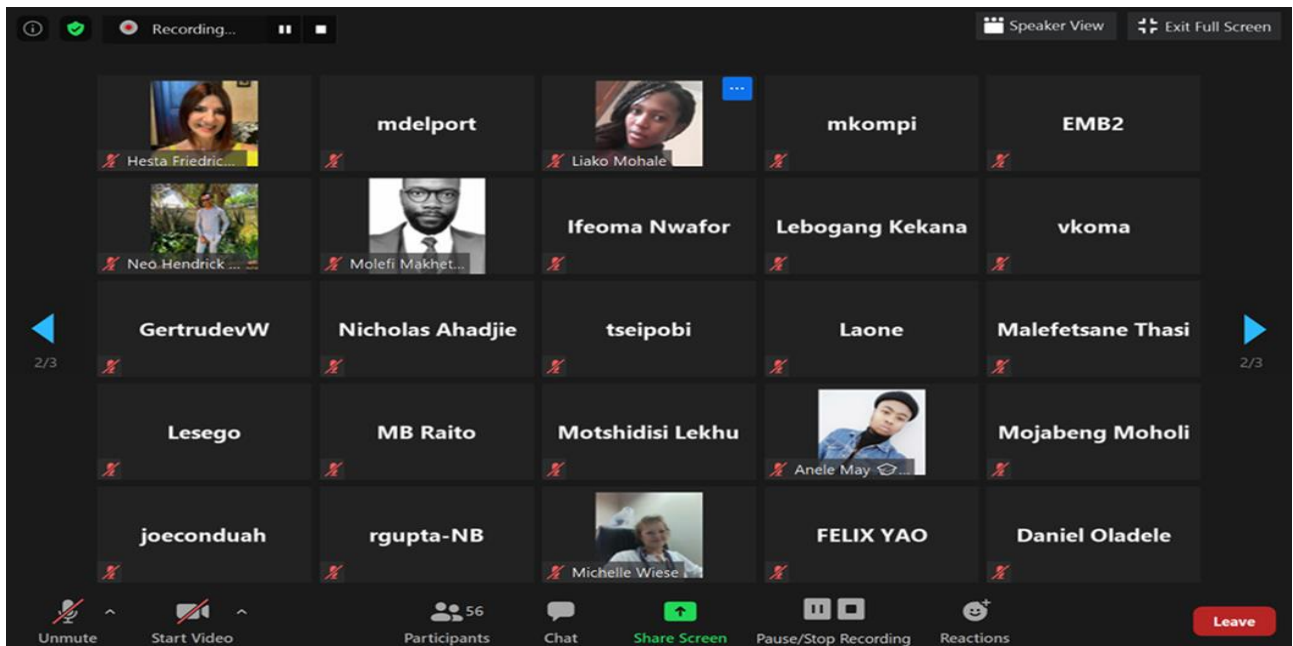 Recording...
Speaker View
Exit Full Screen
Hesta Friedric...
mdelport
Liako Mohale
mkompi
EMB2
Neo Hendrick ...
Molefi Makhet...
Ifeoma Nwafor
Lebogang Kekana
vkoma
GertrudevW
Nicholas Ahadjie
tseipobi
Laone
Malefetsane Thasi
2/3
2/3
Lesego
MB Raito
Motshidisi Lekhu
Anele May ...
Mojabeng Moholi
joeconduah
rgupta-NB
Michelle Wiese
FELIX YAO
Daniel Oladele
Unmute
Start Video
56
Participants
Chat
Share Screen
Pause/Stop Recording
Reactions
Leave